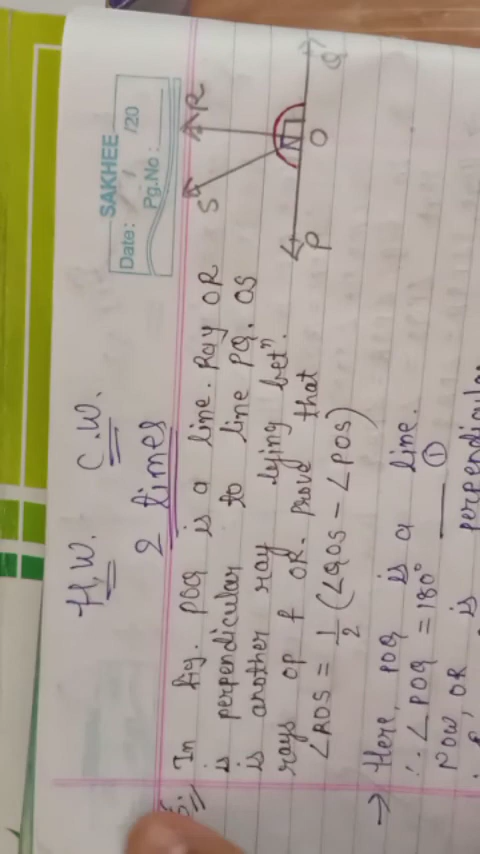 H.W. C.W.
2 times
SAKHEE
Date: / / /20
Pg.No:
5. In fig. POQ is a line. Ray OR
is perpendicular to line PQ. OS
is another ray lying betn.
rays OP & OR. prove that
∠ROS = 1/2 (∠QOS - ∠POS)
R
S
N
P
O
Q
→ Here, POQ is a line.
∴ ∠POQ = 180° — ①
Now, OR is perpendicular